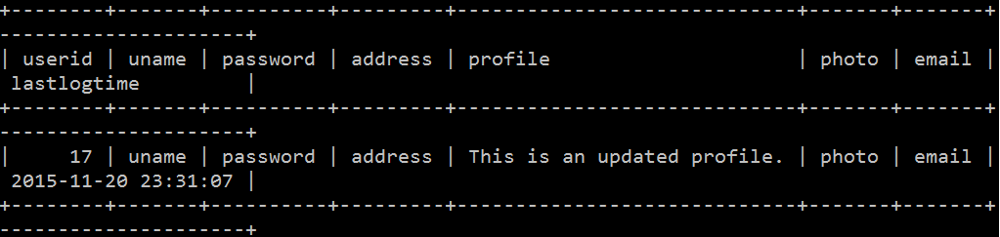 +--------+-------+----------+---------+-----------------------------+-------+-------+
---------------------+
| userid | uname | password | address | profile                     | photo | email |
 lastlogtime         |
+--------+-------+----------+---------+-----------------------------+-------+-------+
---------------------+
|     17 | uname | password | address | This is an updated profile. | photo | email |
 2015-11-20 23:31:07 |
+--------+-------+----------+---------+-----------------------------+-------+-------+
---------------------+